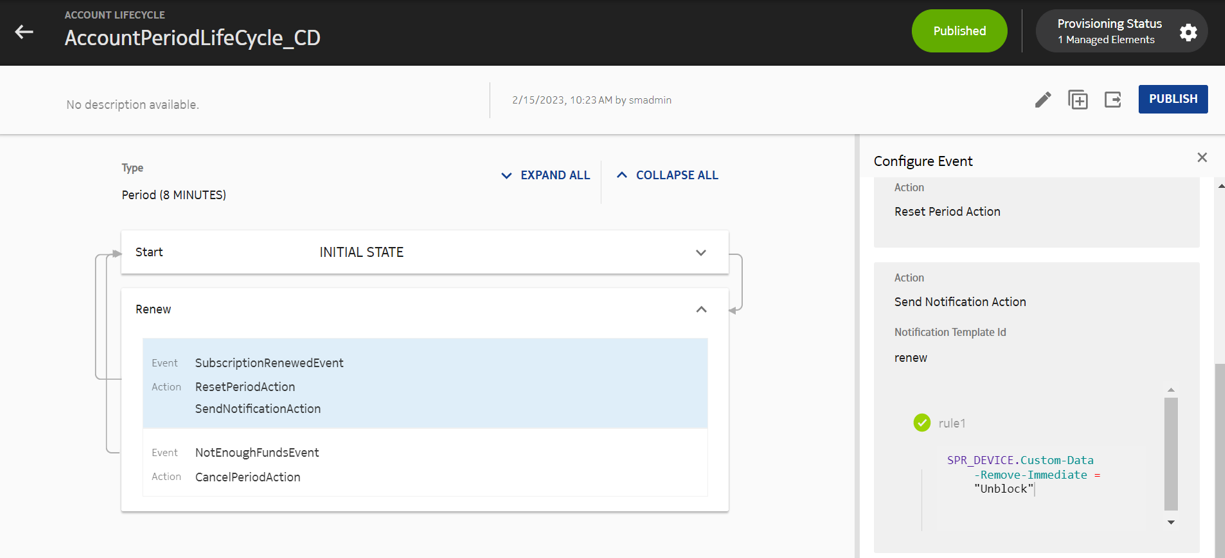 ACCOUNT LIFECYCLE
AccountPeriodLifeCycle_CD
Published
Provisioning Status
1 Managed Elements
No description available.
2/15/2023, 10:23 AM by smadmin
PUBLISH
Type
Period (8 MINUTES)
EXPAND ALL
COLLAPSE ALL
Start
INITIAL STATE
Renew
Event SubscriptionRenewedEvent
Action ResetPeriodAction
SendNotificationAction
Event NotEnoughFundsEvent
Action CancelPeriodAction
Configure Event
Action
Reset Period Action
Action
Send Notification Action
Notification Template Id
renew
rule1
SPR_DEVICE.Custom-Data
-Remove-Immediate =
"Unblock"